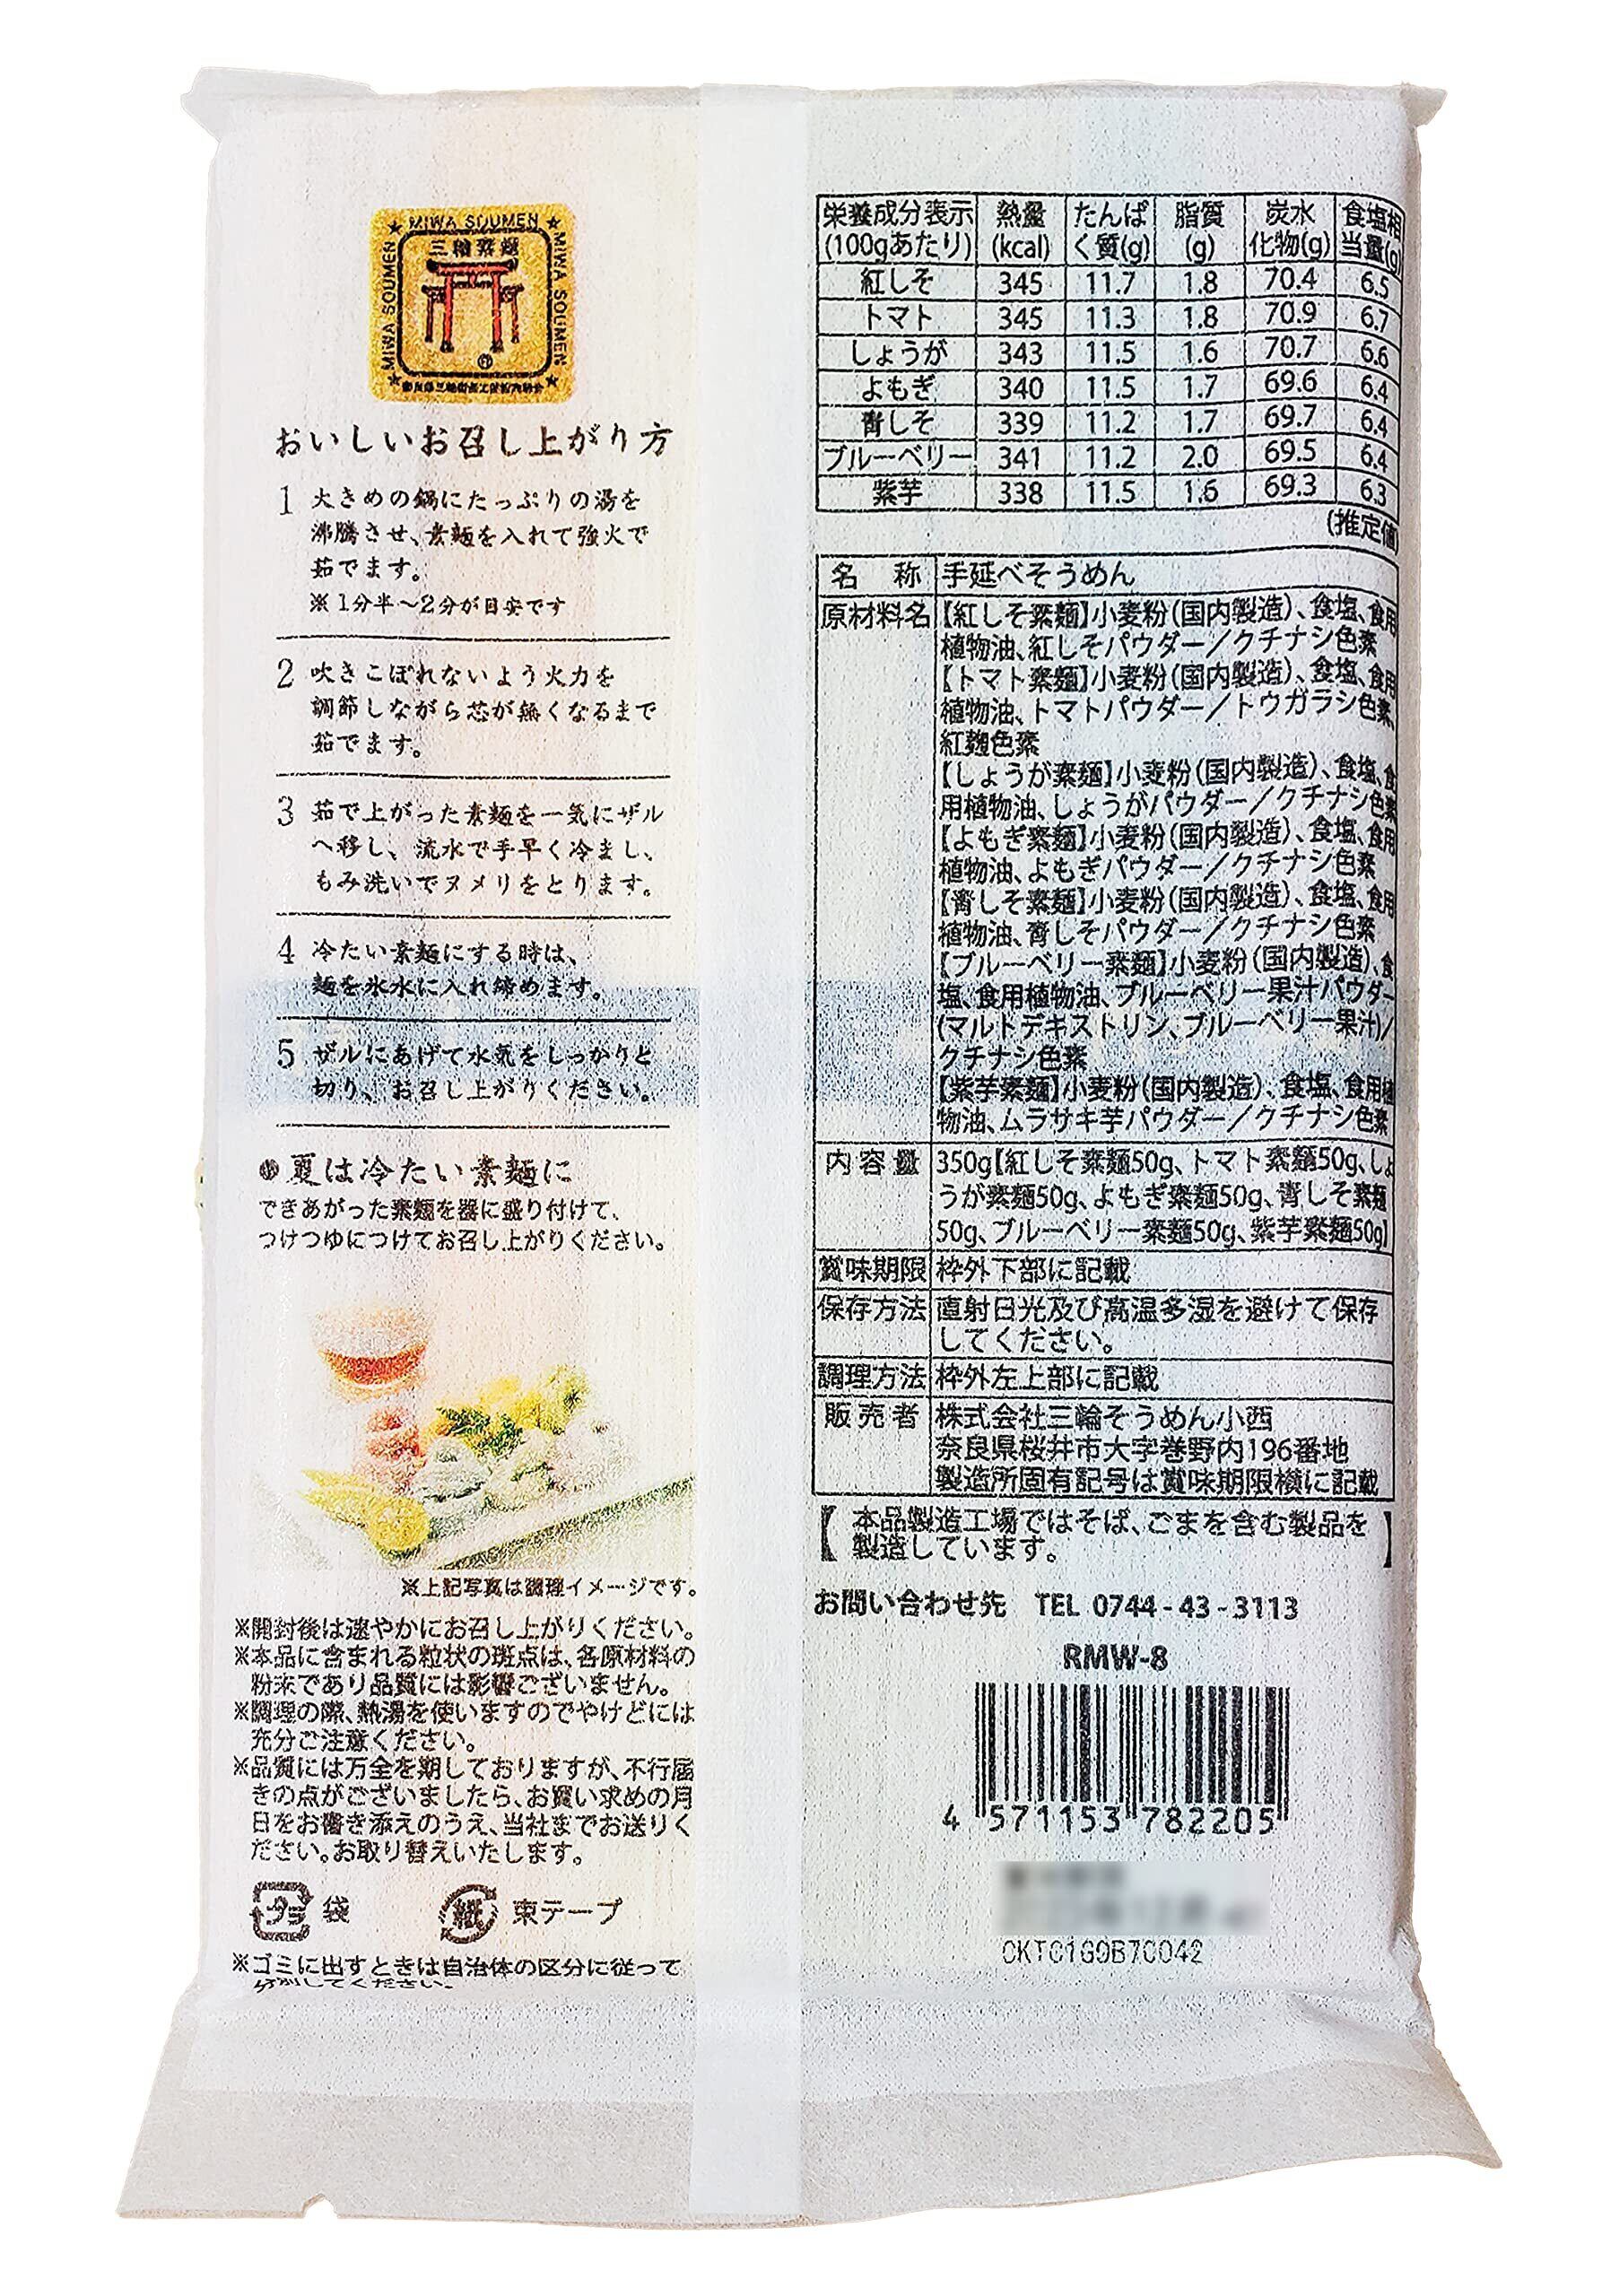 MIWA SOUMEN
MIWA SOUMEN
MIWA SOUMEN
三輪素麺
おいしいお召し上がり方
1 大きめの鍋にたっぷりの湯を
沸騰させ、素麺を入れて強火で
茹でます。
※1分半〜2分が目安です
2 吹きこぼれないよう火力を
調節しながら芯が無くなるまで
茹でます。
3 茹で上がった素麺を一気にザル
へ移し、流水で手早く冷まし、
もみ洗いでヌメリをとります。
4 冷たい素麺にする時は、
麺を氷水に入れ締めます。
5 ザルにあげて水気をしっかりと
切り、お召し上がりください。
夏は冷たい素麺に
できあがった素麺を器に盛り付けて、
つけつゆにつけてお召し上がりください。
※上記写真は調理イメージです。
※開封後は速やかにお召し上がりください。
※本品に含まれる粒状の斑点は、各原材料の
粉末であり品質には影響ございません。
※調理の際、熱湯を使いますのでやけどには
充分ご注意ください。
※品質には万全を期しておりますが、不行届
きの点がございましたら、お買い求めの月
日をお書き添えのうえ、当社までお送りく
ださい。お取り替えいたします。
プラ 袋 紙 束テープ
※ゴミに出すときは自治体の区分に従って
分別してください。
栄養成分表示 熱量 たんぱ 脂質 炭水 食塩相
(100gあたり) (kcal) く質(g) (g) 化物(g) 当量(g)
紅しそ 345 11.7 1.8 70.4 6.5
トマト 345 11.3 1.8 70.9 6.7
しょうが 343 11.5 1.6 70.7 6.6
よもぎ 340 11.5 1.7 69.6 6.4
青しそ 339 11.2 1.7 69.7 6.4
ブルーベリー 341 11.2 2.0 69.5 6.4
紫芋 338 11.5 1.6 69.3 6.3
(推定値)
名 称 手延べそうめん
原材料名 【紅しそ素麺】小麦粉(国内製造)、食塩、食用
植物油、紅しそパウダー/クチナシ色素
【トマト素麺】小麦粉(国内製造)、食塩、食用
植物油、トマトパウダー/トウガラシ色素、
紅麹色素
【しょうが素麺】小麦粉(国内製造)、食塩、食
用植物油、しょうがパウダー/クチナシ色素
【よもぎ素麺】小麦粉(国内製造)、食塩、食用
植物油、よもぎパウダー/クチナシ色素
【青しそ素麺】小麦粉(国内製造)、食塩、食用
植物油、青しそパウダー/クチナシ色素
【ブルーベリー素麺】小麦粉(国内製造)、食
塩、食用植物油、ブルーベリー果汁パウダー
(マルトデキストリン、ブルーベリー果汁)/
クチナシ色素
【紫芋素麺】小麦粉(国内製造)、食塩、食用植
物油、ムラサキ芋パウダー/クチナシ色素
内容量 350g【紅しそ素麺50g、トマト素麺50g、しょ
うが素麺50g、よもぎ素麺50g、青しそ素麺
50g、ブルーベリー素麺50g、紫芋素麺50g】
賞味期限 枠外下部に記載
保存方法 直射日光及び高温多湿を避けて保存
してください。
調理方法 枠外左上部に記載
販売者 株式会社三輪そうめん小西
奈良県桜井市大字巻野内196番地
製造所固有記号は賞味期限横に記載
【本品製造工場ではそば、ごまを含む製品を
製造しています。】
お問い合わせ先 TEL 0744-43-3113
RMW-8
4 571153 782205